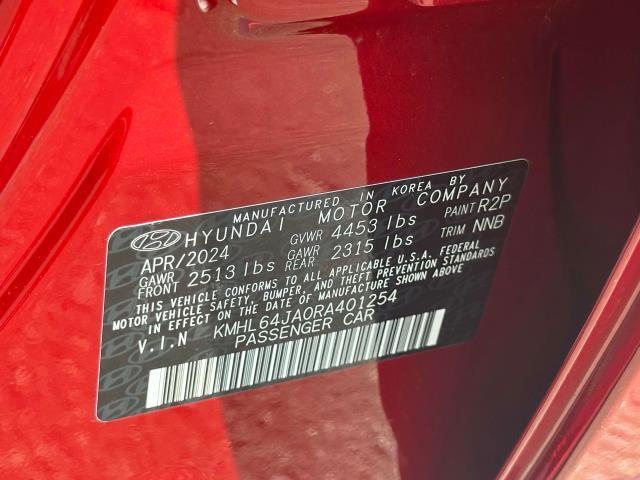 MANUFACTURED IN KOREA BY
HYUNDAI MOTOR COMPANY
APR/2024 GVWR 4453 lbs PAINT R2P
GAWR FRONT 2513 lbs GAWR REAR 2315 lbs TRIM NNB
THIS VEHICLE CONFORMS TO ALL APPLICABLE U.S.A. FEDERAL
MOTOR VEHICLE SAFETY, BUMPER, AND THEFT PREVENTION STANDARDS
IN EFFECT ON THE DATE OF MANUFACTURE SHOWN ABOVE.
V.I.N KMHL64JA0RA401254
PASSENGER CAR